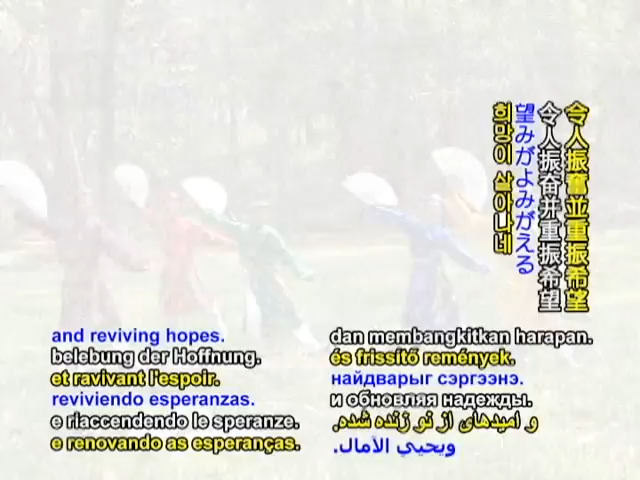 令人振奮並重振希望
令人振奋并重振希望
望みがよみがえる
희망이 살아나네
and reviving hopes.
belebung der Hoffnung.
et ravivant l'espoir.
reviviendo esperanzas.
e riaccendendo le speranze.
e renovando as esperanças.
dan membangkitkan harapan.
és frissítő remények.
найдварыг сэргээнэ.
и обновляя надежды.
و امیدهای از نو زنده شده.
ويحيي الآمال.